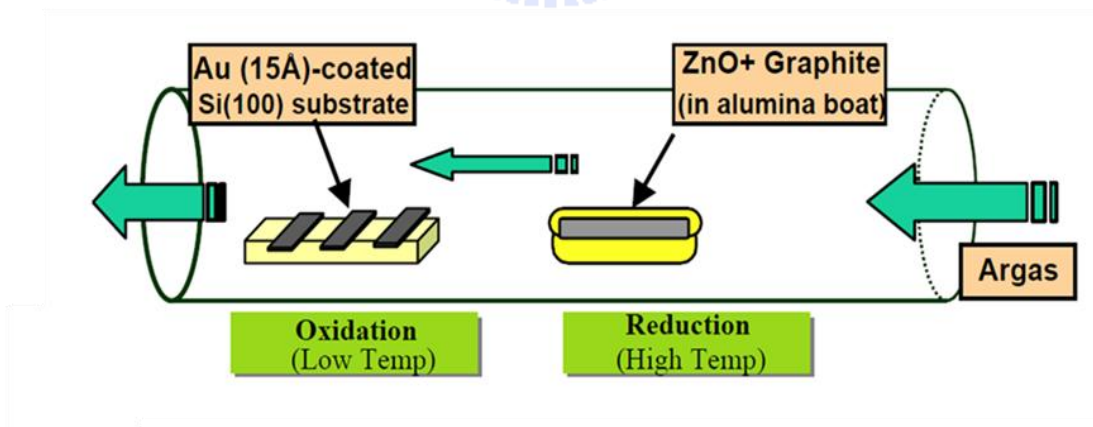 Au (15Å)-coated
Si(100) substrate
ZnO+ Graphite
(in alumina boat)
Argas
Oxidation
(Low Temp)
Reduction
(High Temp)